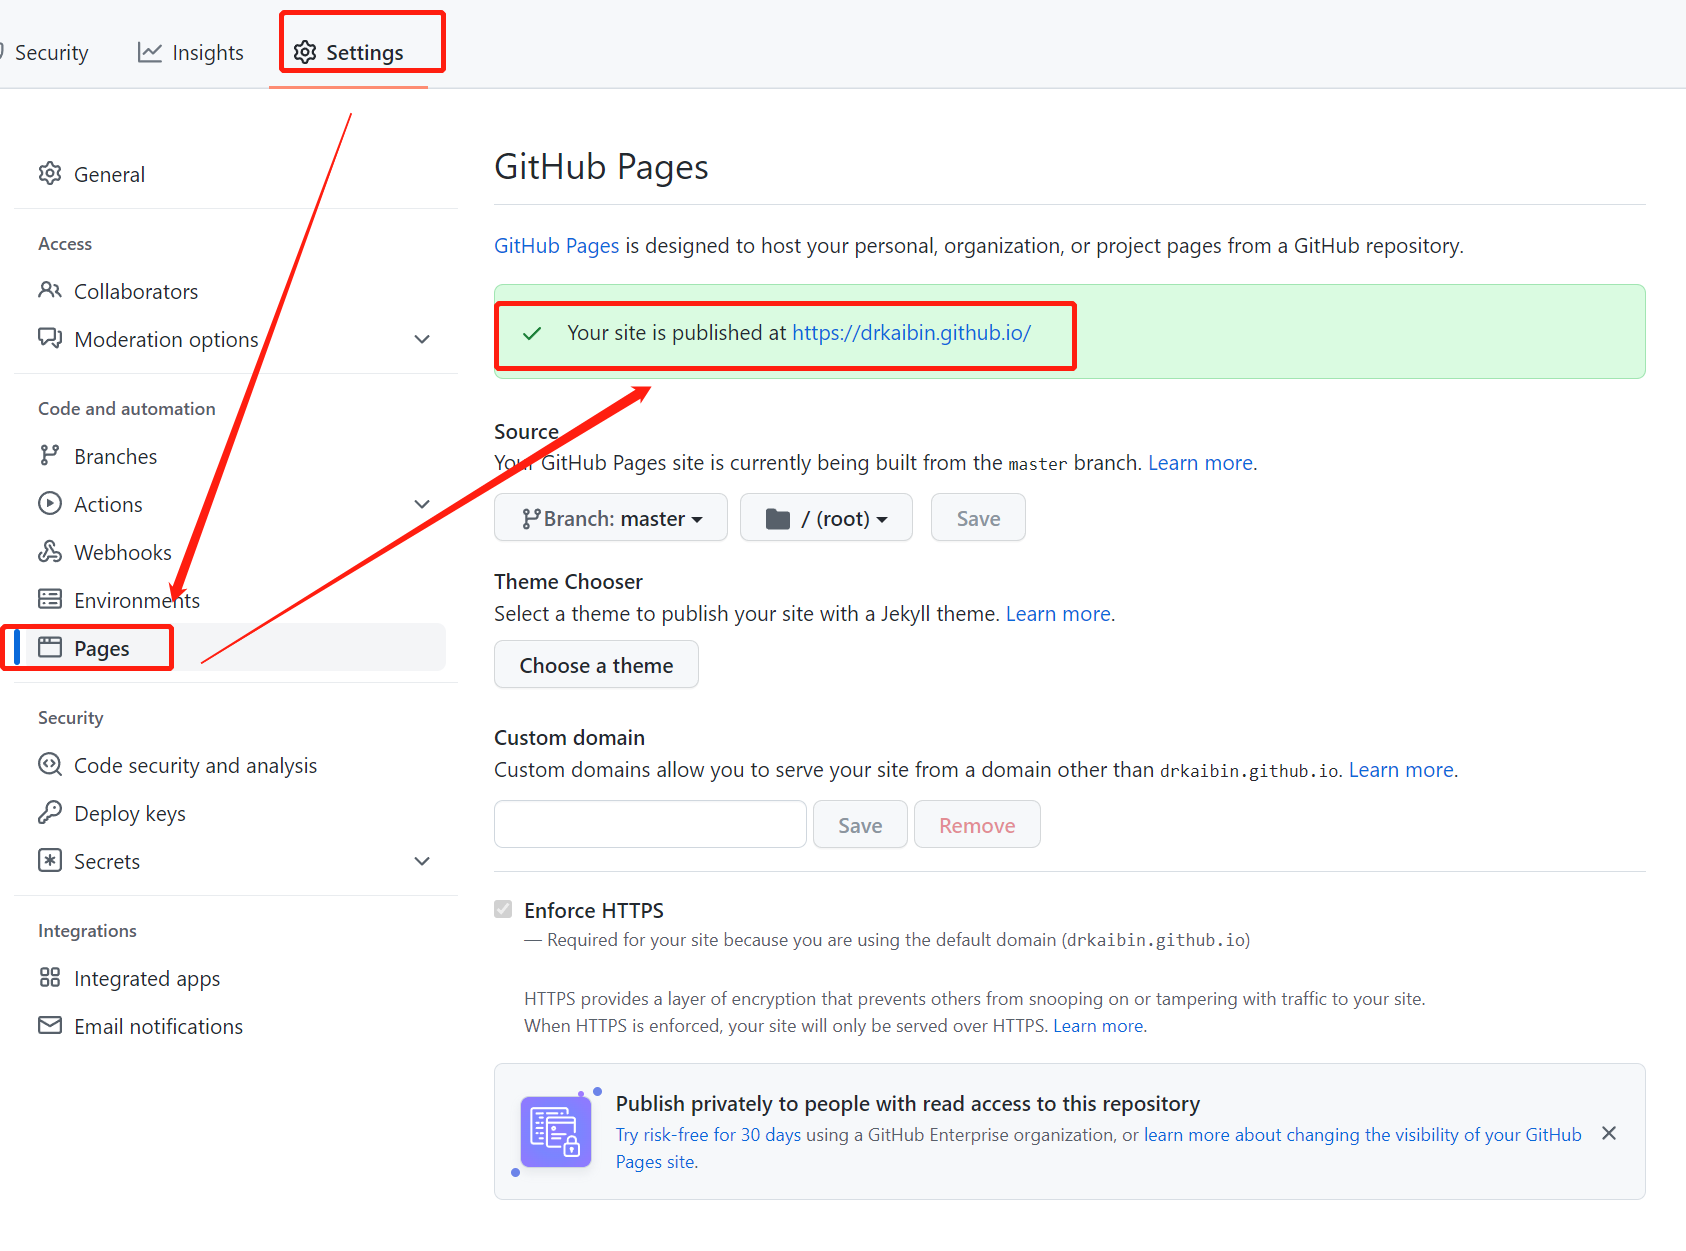 Security
Insights
Settings
General
Access
Collaborators
Moderation options
Code and automation
Branches
Actions
Webhooks
Environments
Pages
Security
Code security and analysis
Deploy keys
Secrets
Integrations
Integrated apps
Email notifications
GitHub Pages
GitHub Pages is designed to host your personal, organization, or project pages from a GitHub repository.
Your site is published at https://drkaibin.github.io/
Source
Your GitHub Pages site is currently being built from the master branch. Learn more.
Branch: master
/ (root)
Save
Theme Chooser
Select a theme to publish your site with a Jekyll theme. Learn more.
Choose a theme
Custom domain
Custom domains allow you to serve your site from a domain other than drkaibin.github.io. Learn more.
Save
Remove
Enforce HTTPS
— Required for your site because you are using the default domain (drkaibin.github.io)
HTTPS provides a layer of encryption that prevents others from snooping on or tampering with traffic to your site.
When HTTPS is enforced, your site will only be served over HTTPS. Learn more.
Publish privately to people with read access to this repository
Try risk-free for 30 days using a GitHub Enterprise organization, or learn more about changing the visibility of your GitHub
Pages site.